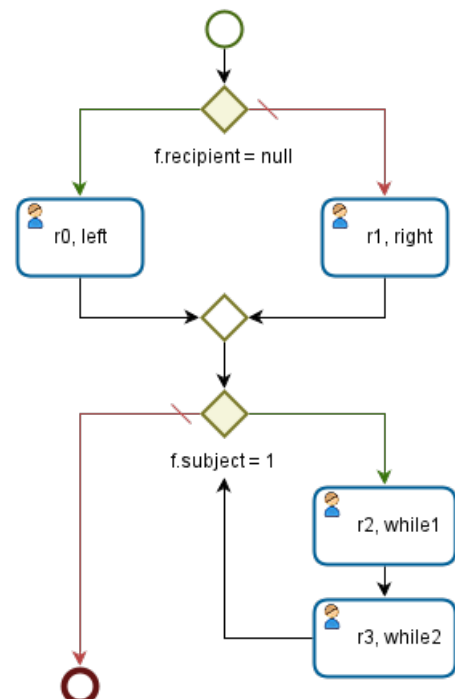 f.recipient = null
r0, left
r1, right
f.subject = 1
r2, while1
r3, while2